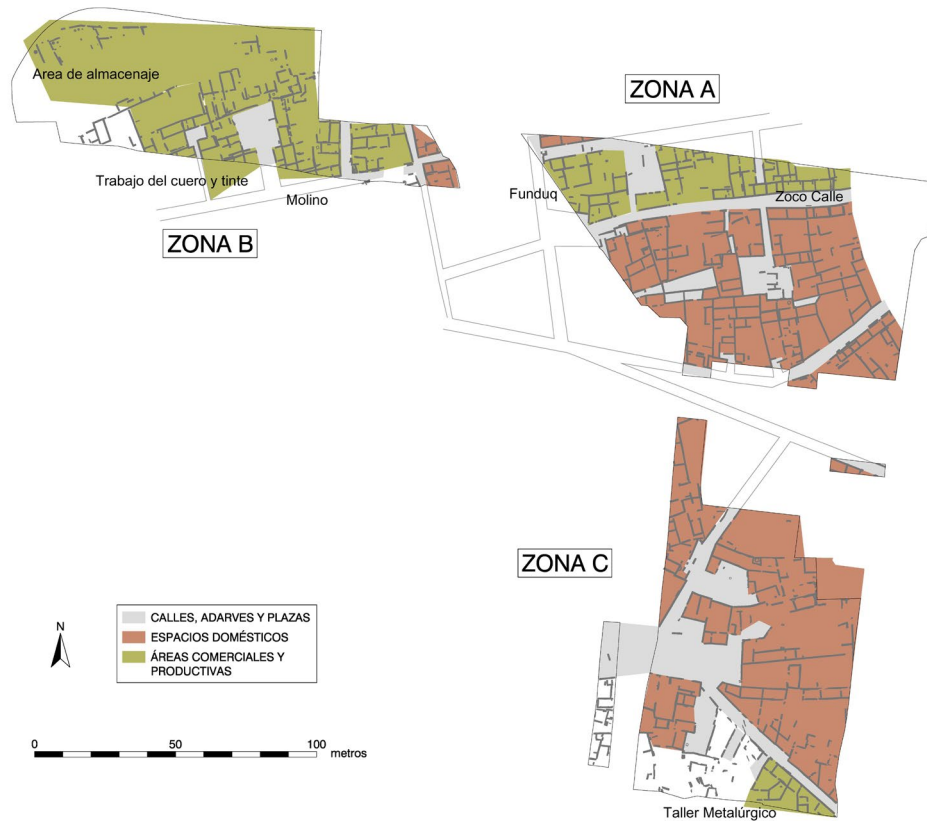 ZONA A
Area de almacenaje
Trabajo del cuero y tinte
Molino
Funduq
Zoco Calle
ZONA B
ZONA C
CALLES, ADARVES Y PLAZAS
ESPACIOS DOMÉSTICOS
ÁREAS COMERCIALES Y
PRODUCTIVAS
N
0 50 100
metros
Taller Metalúrgico